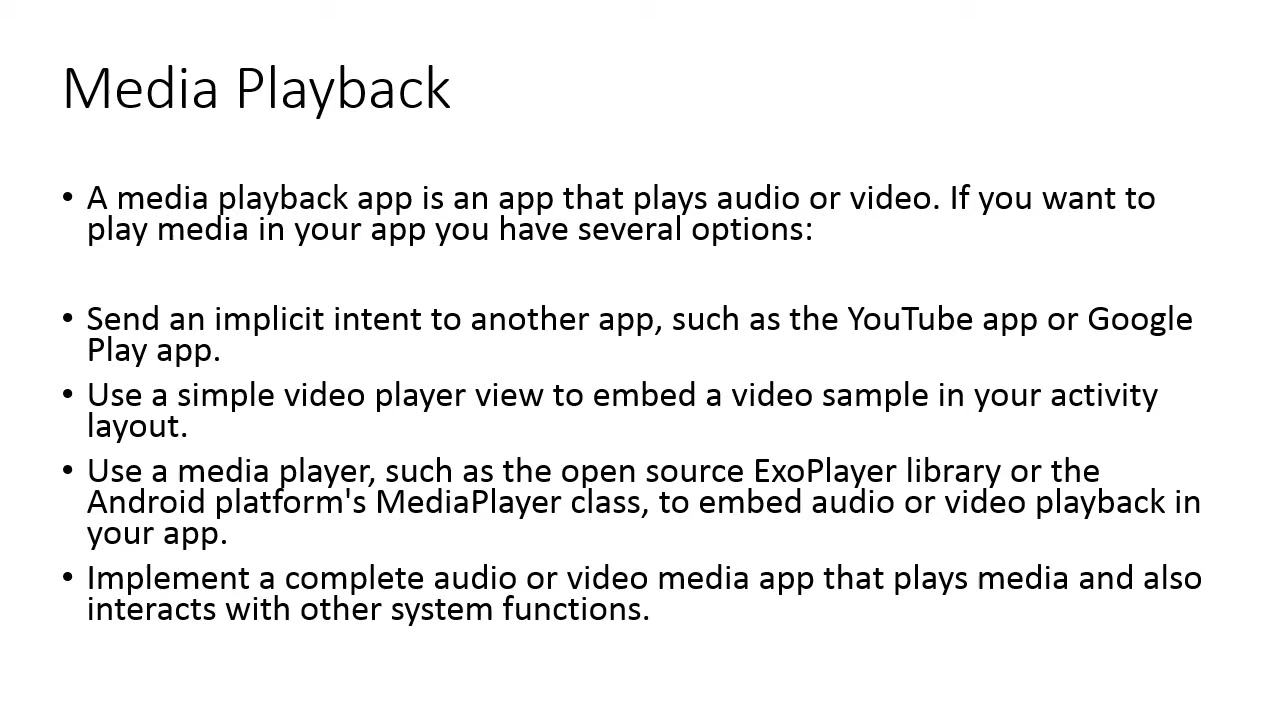 Media Playback
• A media playback app is an app that plays audio or video. If you want to
play media in your app you have several options:
• Send an implicit intent to another app, such as the YouTube app or Google
Play app.
• Use a simple video player view to embed a video sample in your activity
layout.
• Use a media player, such as the open source ExoPlayer library or the
Android platform's MediaPlayer class, to embed audio or video playback in
your app.
• Implement a complete audio or video media app that plays media and also
interacts with other system functions.